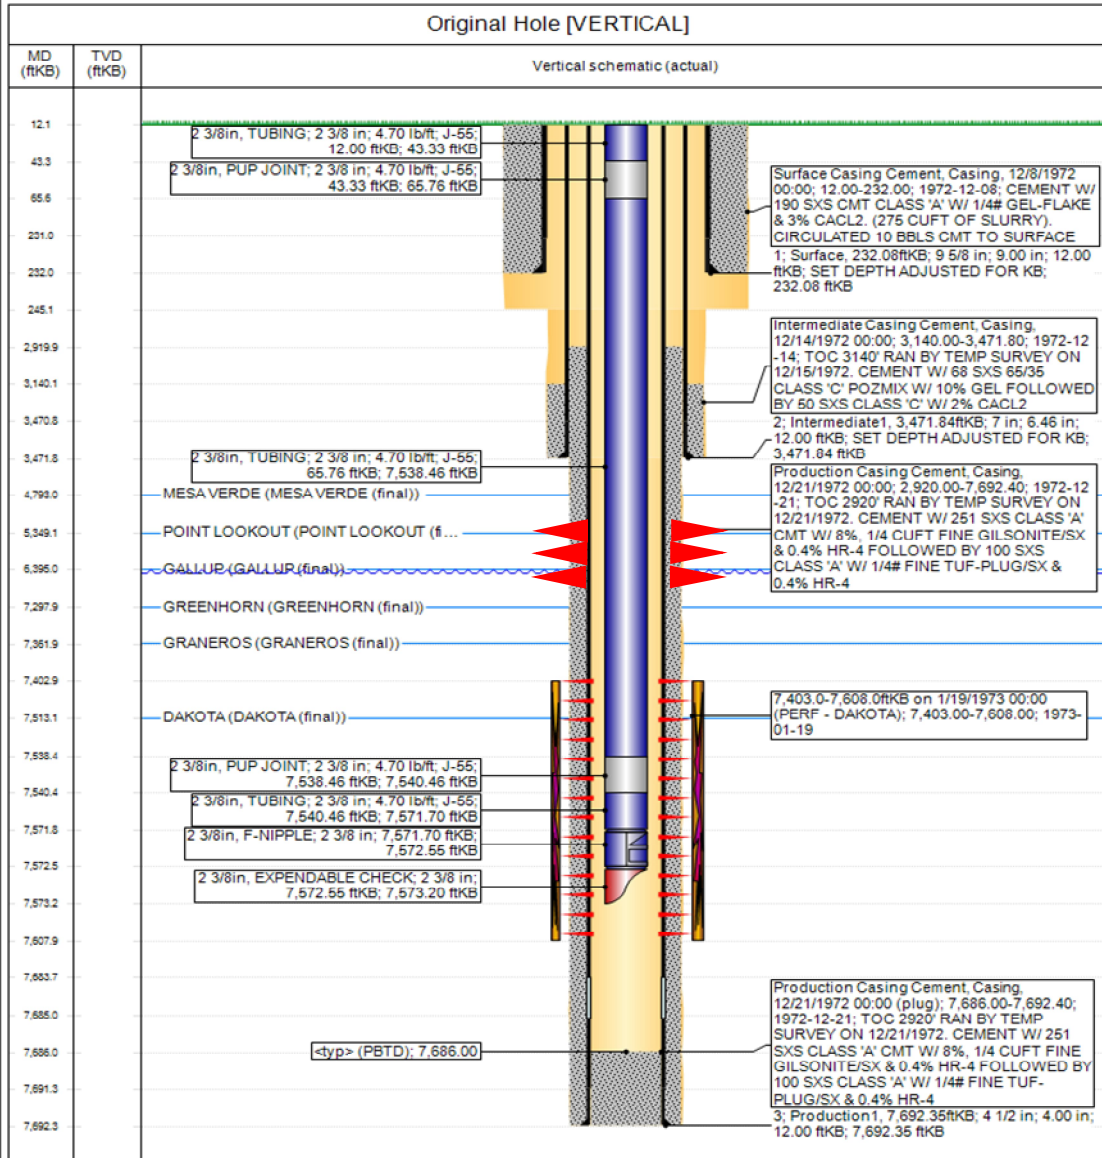 Original Hole [VERTICAL]
MD
(ftKB)
TVD
(ftKB)
Vertical schematic (actual)
12.1
43.3
65.6
231.0
232.0
245.1
2,919.9
3,140.1
3,470.8
3,471.8
4,793.0
5,349.1
6,395.0
7,297.9
7,361.9
7,402.9
7,513.1
7,538.4
7,540.4
7,571.8
7,572.5
7,573.2
7,607.9
7,683.7
7,685.0
7,686.0
7,691.3
7,692.3
2 3/8in, TUBING; 2 3/8 in; 4.70 lb/ft; J-55;
12.00 ftKB; 43.33 ftKB
2 3/8in, PUP JOINT; 2 3/8 in; 4.70 lb/ft; J-55;
43.33 ftKB; 65.76 ftKB
Surface Casing Cement, Casing, 12/8/1972
00:00; 12.00-232.00; 1972-12-08; CEMENT W/
190 SXS CMT CLASS 'A' W/ 1/4# GEL-FLAKE
& 3% CACL2. (275 CUFT OF SLURRY).
CIRCULATED 10 BBLS CMT TO SURFACE
1; Surface, 232.08ftKB; 9 5/8 in; 9.00 in; 12.00
ftKB; SET DEPTH ADJUSTED FOR KB;
232.08 ftKB
Intermediate Casing Cement, Casing,
12/14/1972 00:00; 3,140.00-3,471.80; 1972-12
-14; TOC 3140' RAN BY TEMP SURVEY ON
12/15/1972. CEMENT W/ 68 SXS 65/35
CLASS 'C' POZMIX W/ 10% GEL FOLLOWED
BY 50 SXS CLASS 'C' W/ 2% CACL2
2; Intermediate1, 3,471.84ftKB; 7 in; 6.46 in;
12.00 ftKB; SET DEPTH ADJUSTED FOR KB;
3,471.84 ftKB
2 3/8in, TUBING; 2 3/8 in; 4.70 lb/ft; J-55;
65.76 ftKB; 7,538.46 ftKB
Production Casing Cement, Casing,
12/21/1972 00:00; 2,920.00-7,692.40; 1972-12
-21; TOC 2920' RAN BY TEMP SURVEY ON
12/21/1972. CEMENT W/ 251 SXS CLASS 'A'
CMT W/ 8%, 1/4 CUFT FINE GILSONITE/SX
& 0.4% HR-4 FOLLOWED BY 100 SXS
CLASS 'A' W/ 1/4# FINE TUF-PLUG/SX &
0.4% HR-4
MESAVERDE (MESAVERDE (final))
POINT LOOKOUT (POINT LOOKOUT (fi...
GALLUP (GALLUP (final))
GREENHORN (GREENHORN (final))
GRANEROS (GRANEROS (final))
DAKOTA (DAKOTA (final))
7,403.0-7,608.0ftKB on 1/19/1973 00:00
(PERF - DAKOTA); 7,403.00-7,608.00; 1973-
01-19
2 3/8in, PUP JOINT; 2 3/8 in; 4.70 lb/ft; J-55;
7,538.46 ftKB; 7,540.46 ftKB
2 3/8in, TUBING; 2 3/8 in; 4.70 lb/ft; J-55;
7,540.46 ftKB; 7,571.70 ftKB
2 3/8in, F-NIPPLE; 2 3/8 in; 7,571.70 ftKB;
7,572.55 ftKB
2 3/8in, EXPENDABLE CHECK; 2 3/8 in;
7,572.55 ftKB; 7,573.20 ftKB
<typ> (PBTD); 7,686.00
Production Casing Cement, Casing,
12/21/1972 00:00 (plug); 7,686.00-7,692.40;
1972-12-21; TOC 2920' RAN BY TEMP
SURVEY ON 12/21/1972. CEMENT W/ 251
SXS CLASS 'A' CMT W/ 8%, 1/4 CUFT FINE
GILSONITE/SX & 0.4% HR-4 FOLLOWED BY
100 SXS CLASS 'A' W/ 1/4# FINE TUF-
PLUG/SX & 0.4% HR-4
3; Production1, 7,692.35ftKB; 4 1/2 in; 4.00 in;
12.00 ftKB; 7,692.35 ftKB